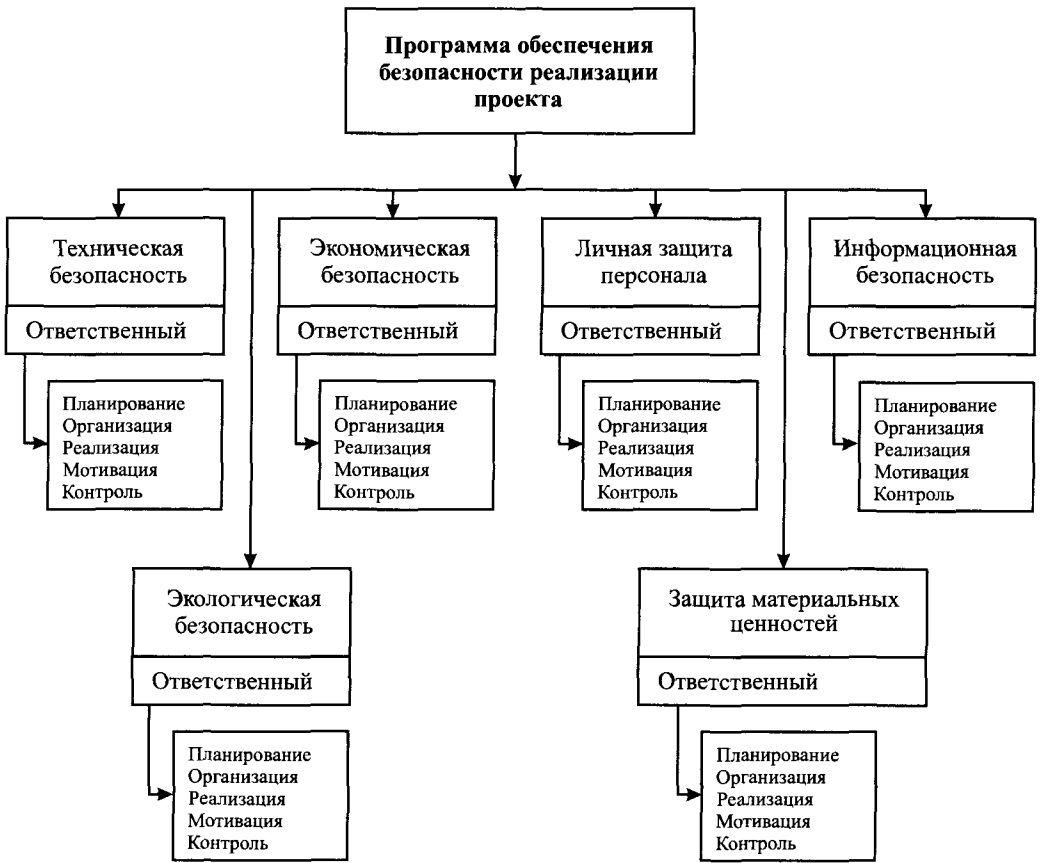 Программа обеспечения
безопасности реализации
проекта
Техническая
безопасность
Ответственный
Планирование
Организация
Реализация
Мотивация
Контроль
Экономическая
безопасность
Ответственный
Планирование
Организация
Реализация
Мотивация
Контроль
Личная защита
персонала
Ответственный
Планирование
Организация
Реализация
Мотивация
Контроль
Информационная
безопасность
Ответственный
Планирование
Организация
Реализация
Мотивация
Контроль
Экологическая
безопасность
Ответственный
Планирование
Организация
Реализация
Мотивация
Контроль
Защита материальных
ценностей
Ответственный
Планирование
Организация
Реализация
Мотивация
Контроль